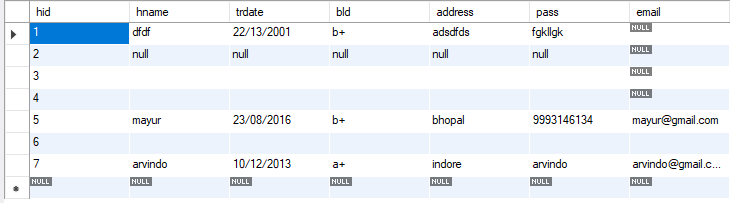 hid hname trdate bld address pass email
1 dfdf 22/13/2001 b+ adsdfds fgkllgk NULL
2 null null null null null NULL
3 NULL
4 NULL
5 mayur 23/08/2016 b+ bhopal 9993146134 mayur@gmail.com
6
7 arvindo 10/12/2013 a+ indore arvindo arvindo@gmail.c...
NULL NULL NULL NULL NULL NULL NULL